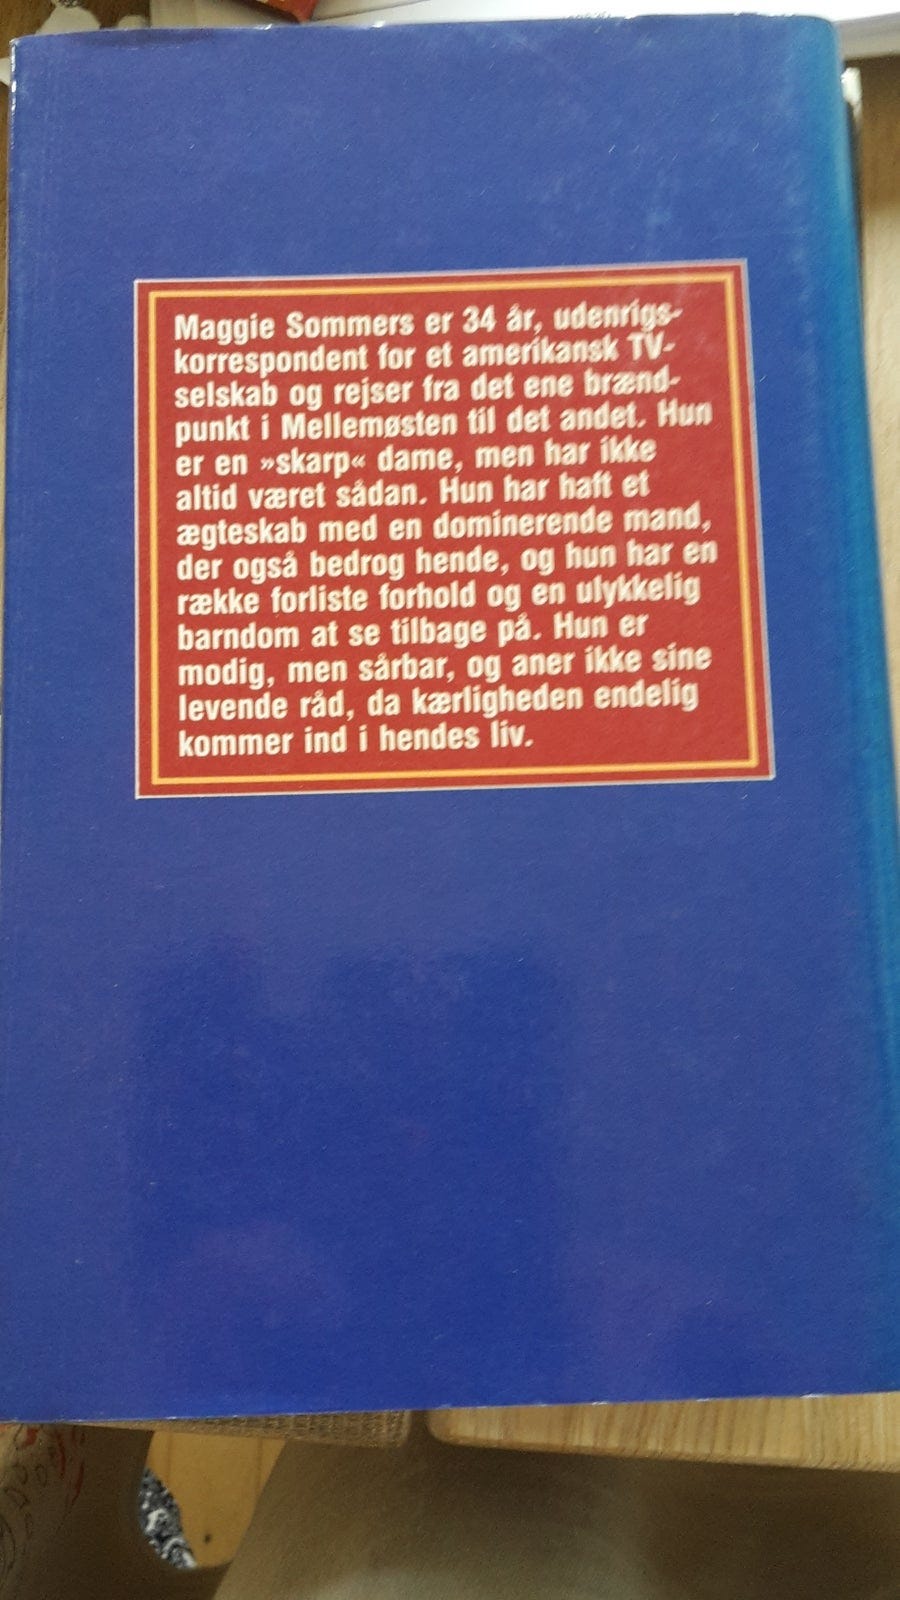 Maggie Sommers er 34 år, udenrigs-
korrespondent for et amerikansk TV-
selskab og rejser fra det ene brænd-
punkt i Mellemøsten til det andet. Hun
er en »skarp« dame, men har ikke
altid været sådan. Hun har haft et
ægteskab med en dominerende mand,
der også bedrog hende, og hun har en
række forliste forhold og en ulykkelig
barndom at se tilbage på. Hun er
modig, men sårbar, og aner ikke sine
levende råd, da kærligheden endelig
kommer ind i hendes liv.